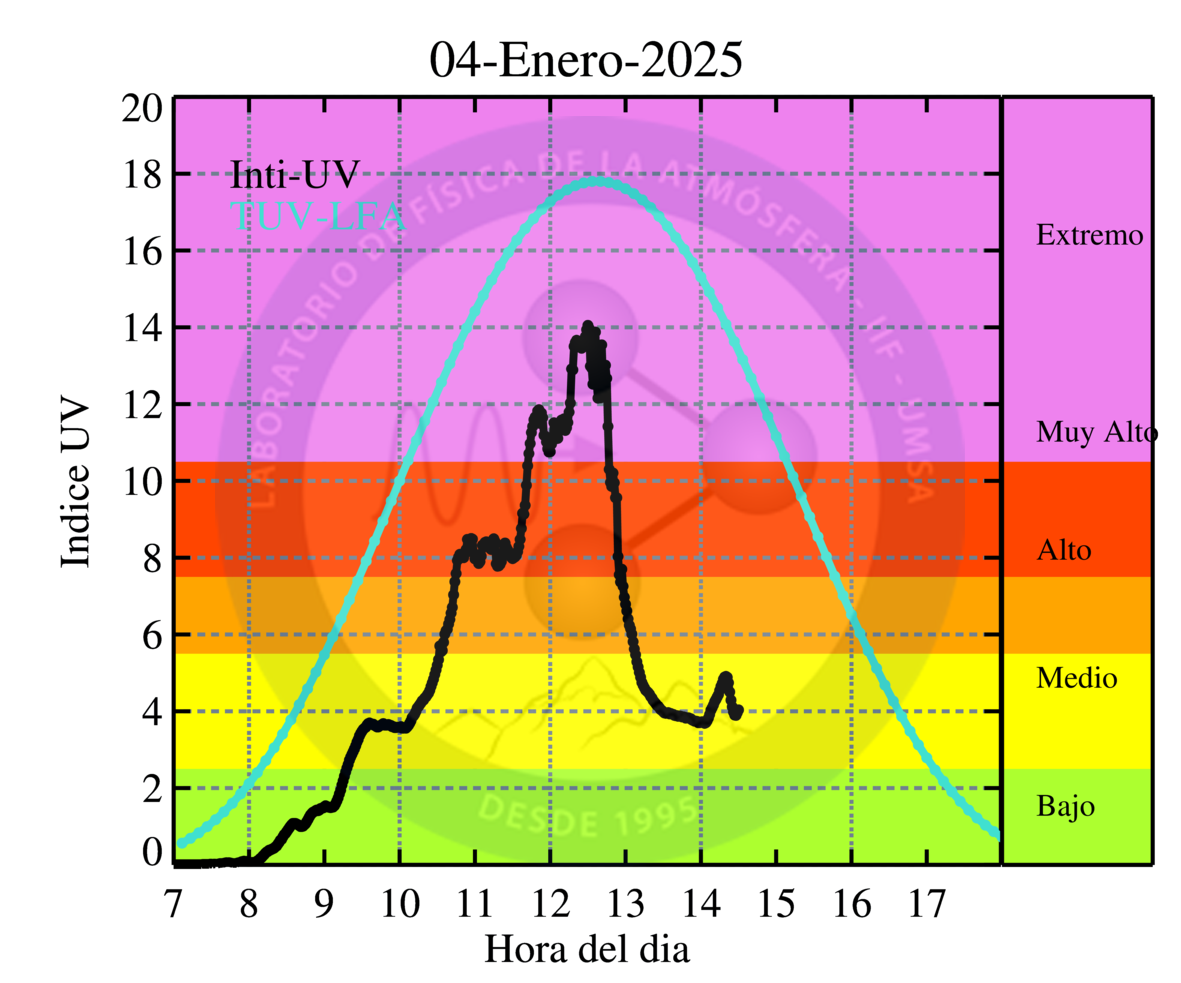 04-Enero-2025
Inti-UV
TUV-LFA
LABORATORIO DE FÍSICA DE LA ATMÓSFERA - IIF - UMSA
DESDE 1995
Indice UV
20
18
16
14
12
10
8
6
4
2
0
Extremo
Muy Alto
Alto
Medio
Bajo
7 8 9 10 11 12 13 14 15 16 17
Hora del dia